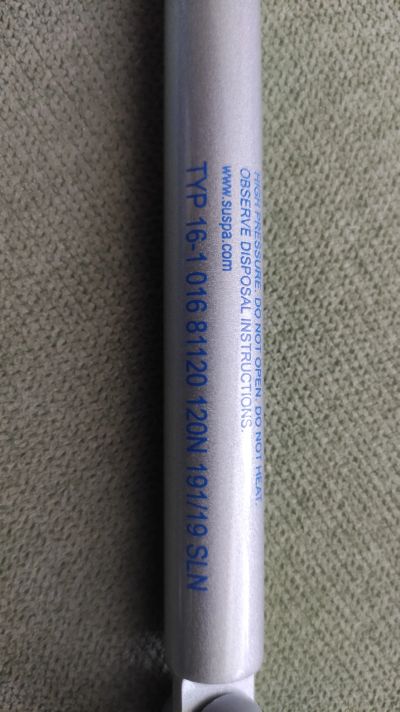 HIGH PRESSURE. DO NOT OPEN. DO NOT HEAT.
OBSERVE DISPOSAL INSTRUCTIONS.
www.suspa.com
TYP 16-1 016 81120 120N 191/19 SLN